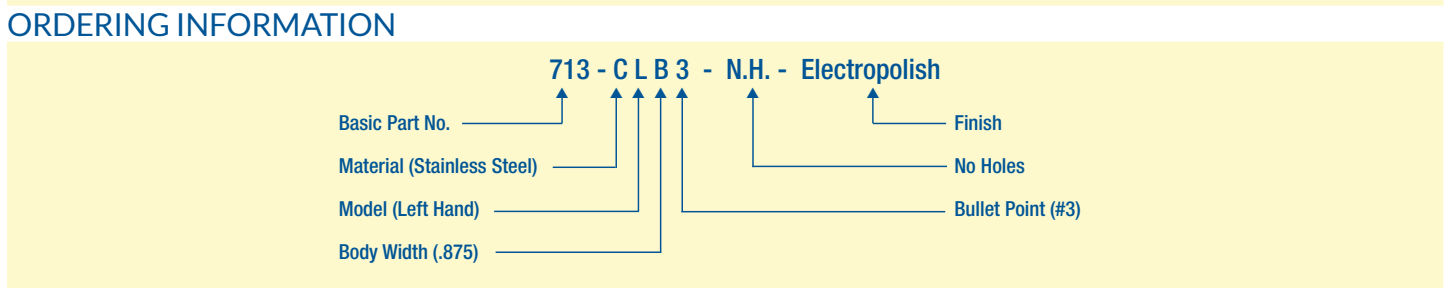 ORDERING INFORMATION
713 - C L B 3 - N.H. - Electropolish
Basic Part No.
Finish
Material (Stainless Steel)
No Holes
Model (Left Hand)
Bullet Point (#3)
Body Width (.875)